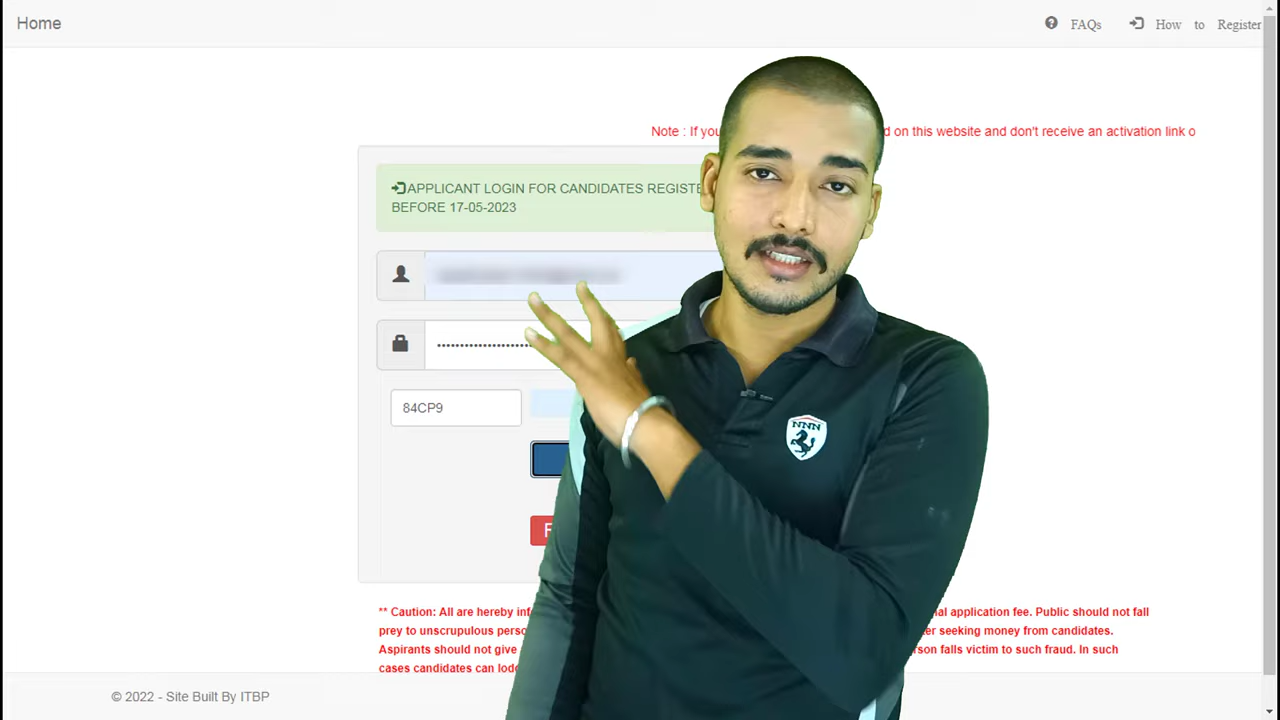 Home
FAQs
How to Register
Note : If you
d on this website and don't receive an activation link o
APPLICANT LOGIN FOR CANDIDATES REGISTE
BEFORE 17-05-2023
84CP9
F
NNN
** Caution: All are hereby inf
al application fee. Public should not fall
prey to unscrupulous perso
er seeking money from candidates.
Aspirants should not give
rson falls victim to such fraud. In such
cases candidates can lodg
© 2022 - Site Built By ITBP